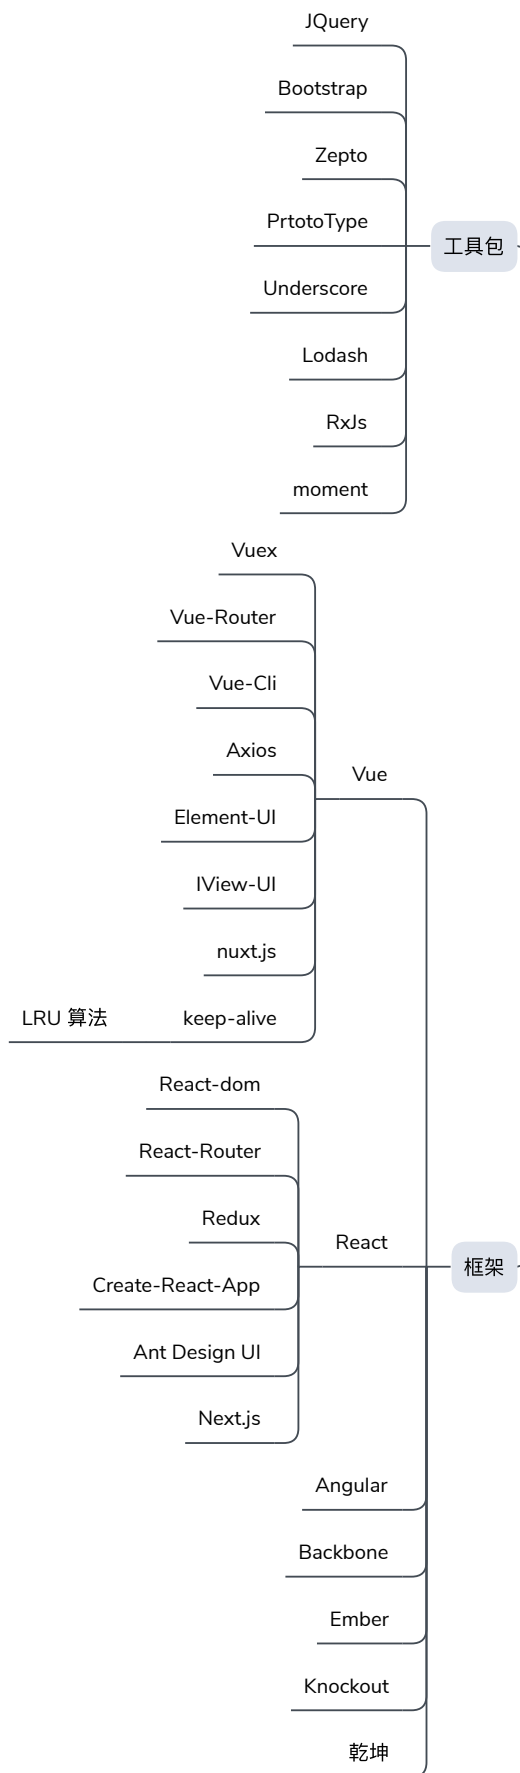 JQuery
Bootstrap
Zepto
PrtotoType
工具包
Underscore
Lodash
RxJs
moment
Vuex
Vue-Router
Vue-Cli
Axios
Vue
Element-UI
IView-UI
nuxt.js
LRU 算法
keep-alive
React-dom
React-Router
Redux
React
框架
Create-React-App
Ant Design UI
Next.js
Angular
Backbone
Ember
Knockout
乾坤